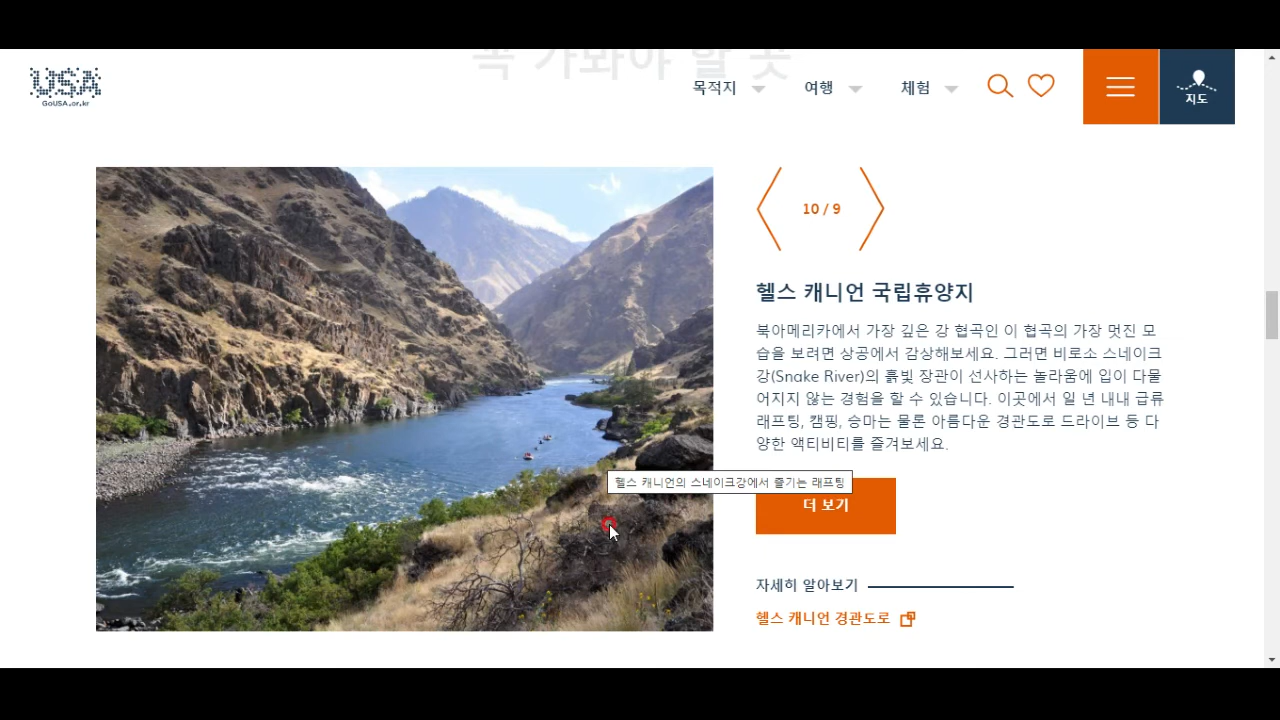 꼭 가봐야 할 곳
USA
GoUSA.or.kr
목적지
여행
체험
지도
10 / 9
헬스 캐니언 국립휴양지
북아메리카에서 가장 깊은 강 협곡인 이 협곡의 가장 멋진 모
습을 보려면 상공에서 감상해보세요. 그러면 비로소 스네이크
강(Snake River)의 흙빛 장관이 선사하는 놀라움에 입이 다물
어지지 않는 경험을 할 수 있습니다. 이곳에서 일 년 내내 급류
래프팅, 캠핑, 승마는 물론 아름다운 경관도로 드라이브 등 다
양한 액티비티를 즐겨보세요.
헬스 캐니언의 스네이크강에서 즐기는 래프팅
더 보기
자세히 알아보기
헬스 캐니언 경관도로